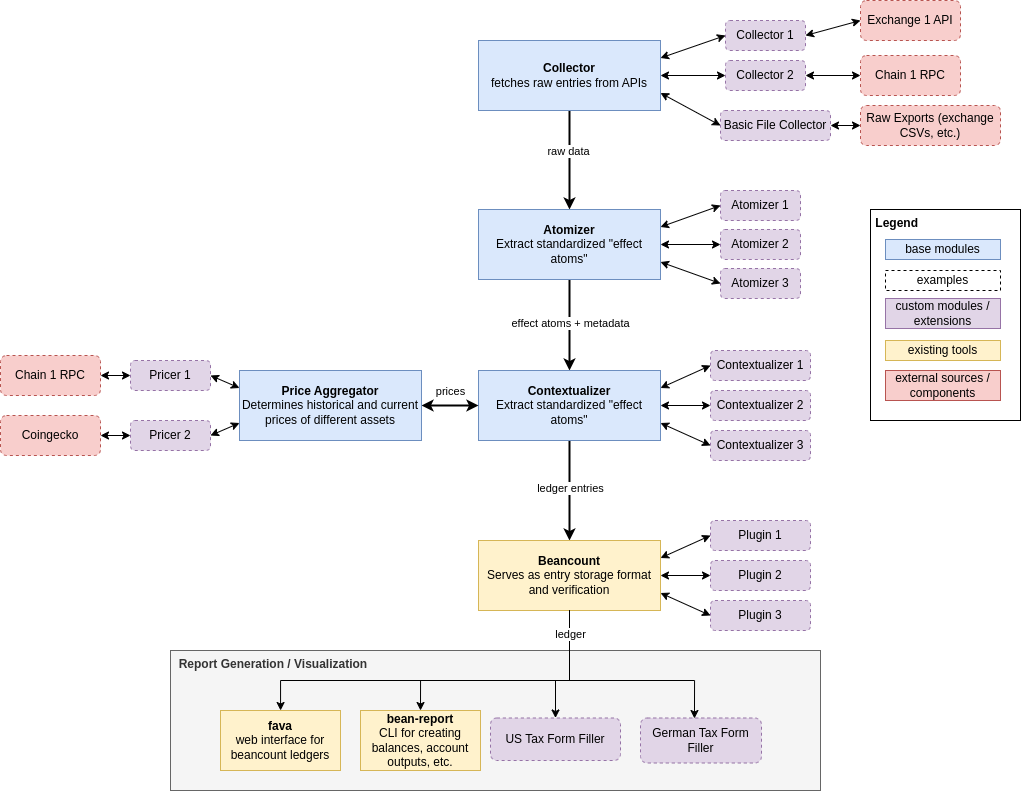 Exchange 1 API
Collector 1
Collector
fetches raw entries from APIs
Collector 2
Chain 1 RPC
Basic File Collector
Raw Exports (exchange
CSVs, etc.)
raw data
Atomizer
Extract standardized "effect
atoms"
Atomizer 1
Atomizer 2
Atomizer 3
Legend
base modules
examples
custom modules /
extensions
existing tools
external sources /
components
effect atoms + metadata
Chain 1 RPC
Pricer 1
Coingecko
Pricer 2
Price Aggregator
Determines historical and current
prices of different assets
prices
Contextualizer
Extract standardized "effect
atoms"
Contextualizer 1
Contextualizer 2
Contextualizer 3
ledger entries
Beancount
Serves as entry storage format
and verification
Plugin 1
Plugin 2
Plugin 3
ledger
Report Generation / Visualization
fava
web interface for
beancount ledgers
bean-report
CLI for creating
balances, account
outputs, etc.
US Tax Form Filler
German Tax Form
Filler